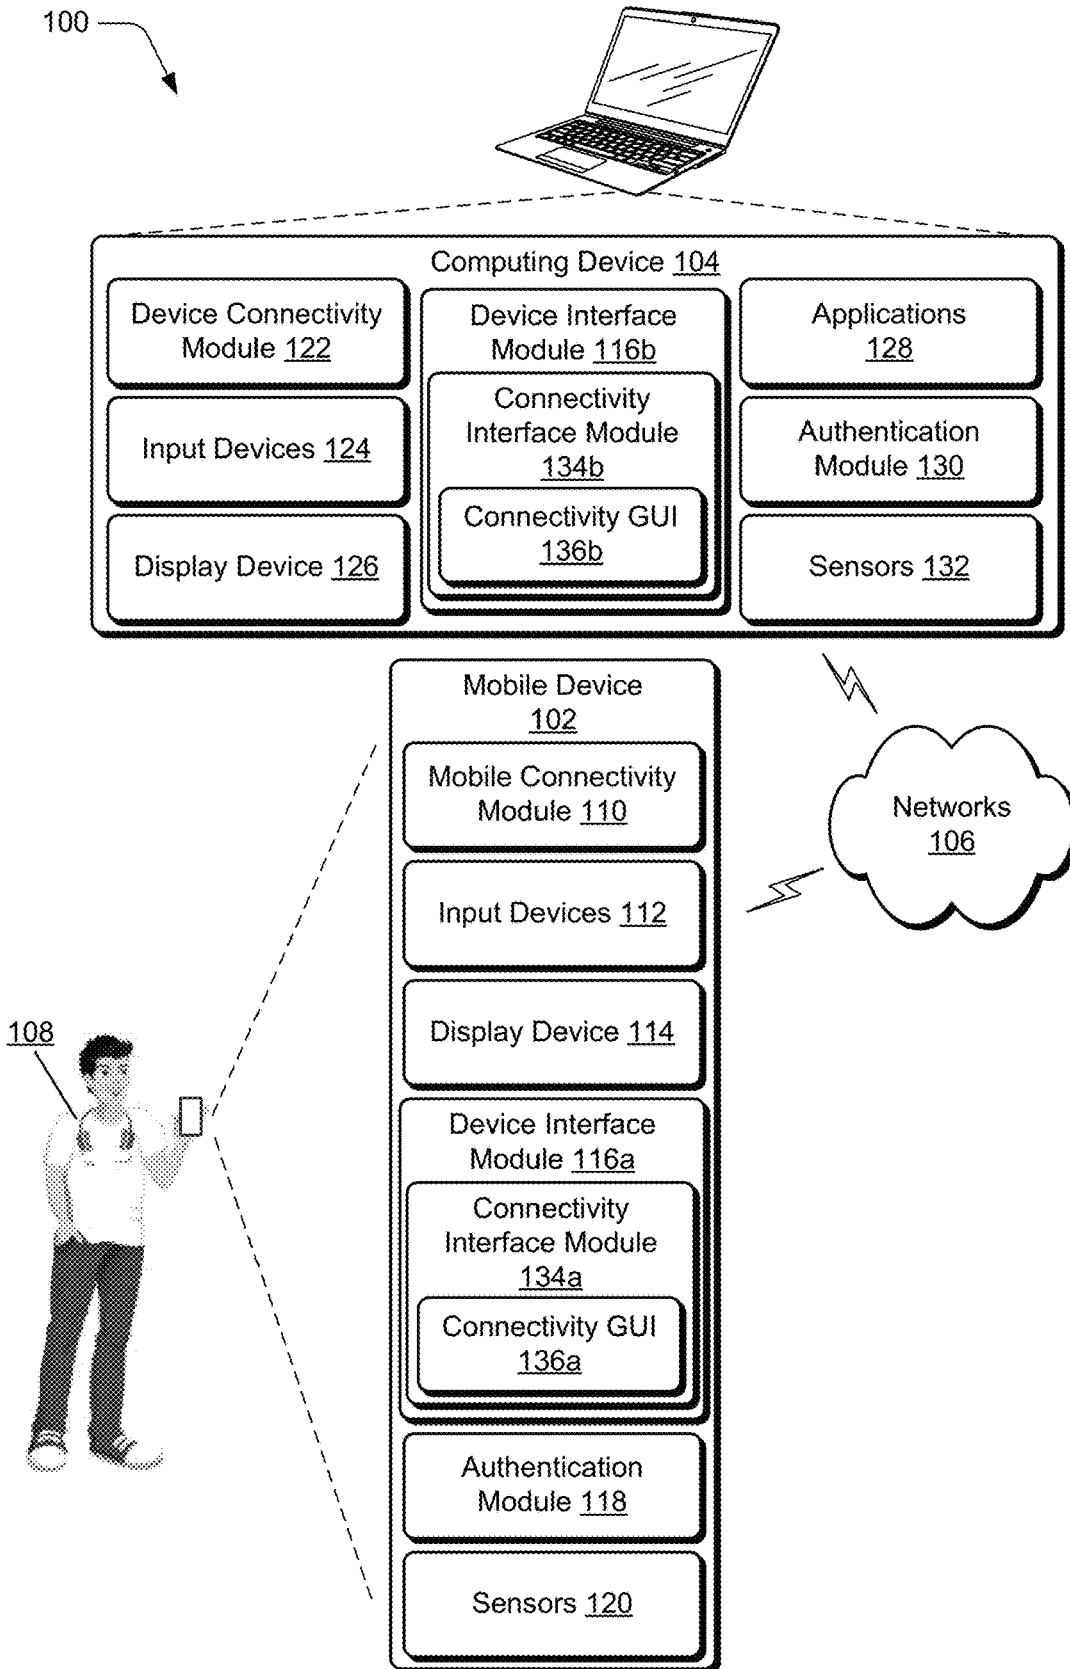 100
Computing Device 104
Device Connectivity
Module 122
Input Devices 124
Display Device 126
Device Interface
Module 116b
Connectivity
Interface Module
134b
Connectivity GUI
136b
Applications
128
Authentication
Module 130
Sensors 132
Mobile Device
102
Mobile Connectivity
Module 110
Input Devices 112
Display Device 114
Device Interface
Module 116a
Connectivity
Interface Module
134a
Connectivity GUI
136a
Authentication
Module 118
Sensors 120
Networks
106
108